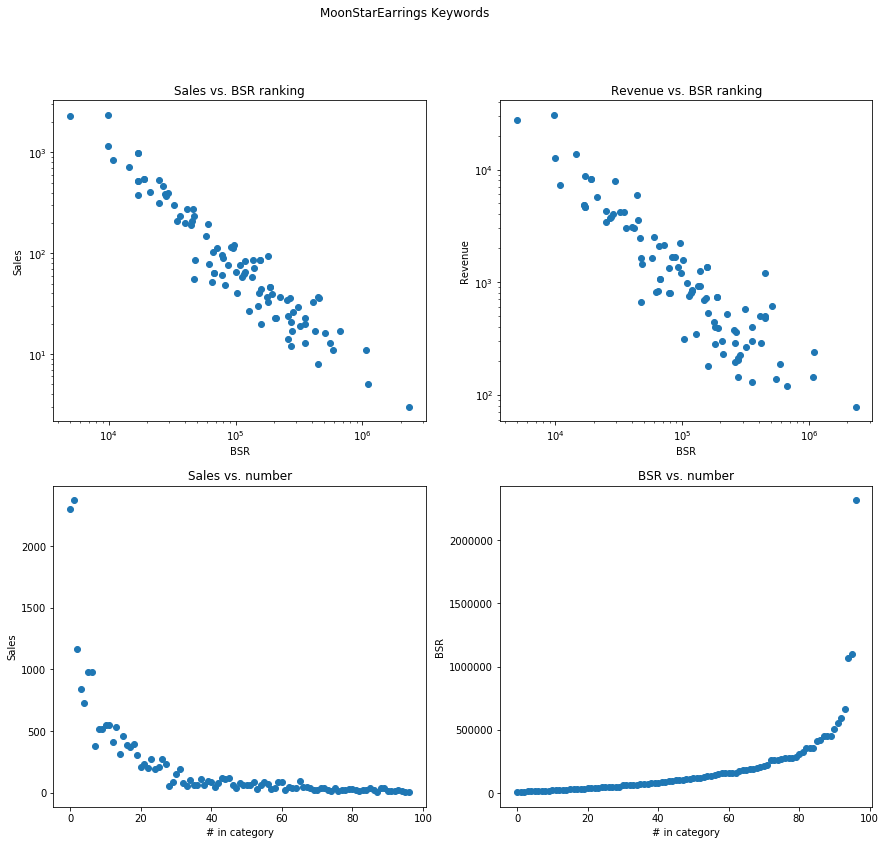 MoonStarEarrings Keywords
Sales vs. BSR ranking
Sales
10³
10²
10¹
10⁴ 10⁵ 10⁶
BSR
Revenue vs. BSR ranking
Revenue
10⁴
10³
10²
10⁴ 10⁵ 10⁶
BSR
Sales vs. number
Sales
2000
1500
1000
500
0
0 20 40 60 80 100
# in category
BSR vs. number
BSR
2000000
1500000
1000000
500000
0
0 20 40 60 80 100
# in category